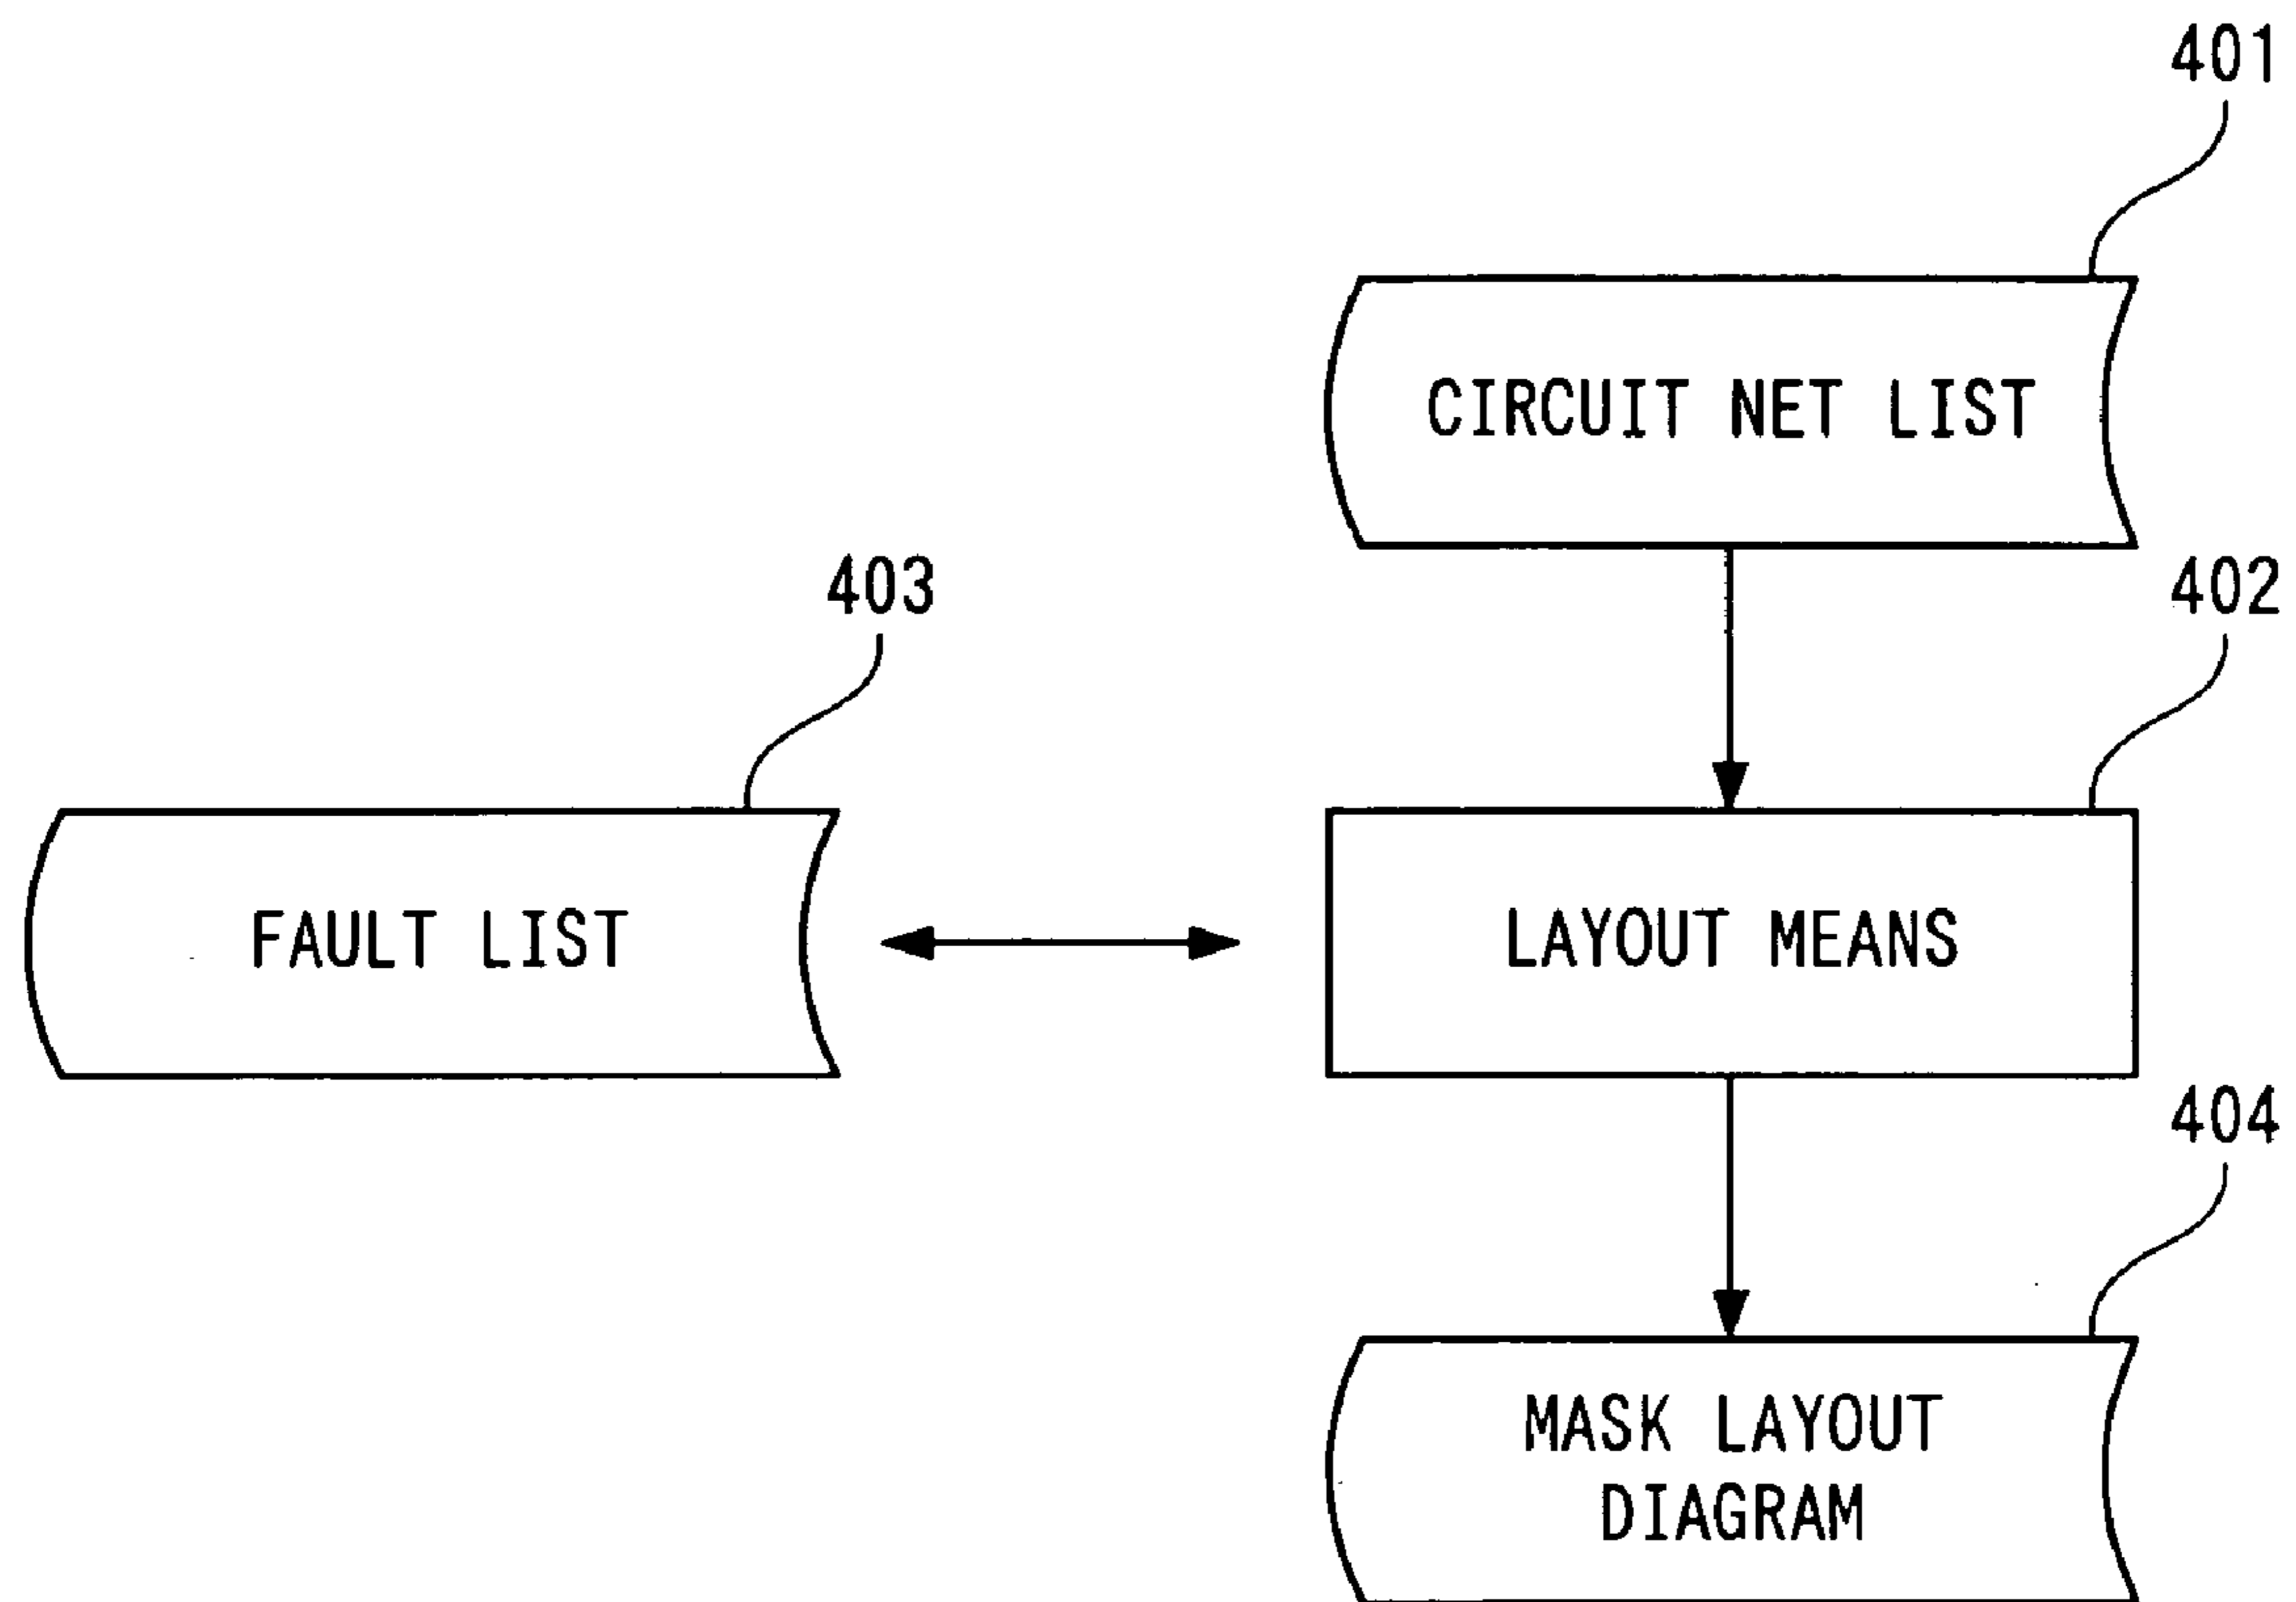 401
CIRCUIT NET LIST
403
402
FAULT LIST
LAYOUT MEANS
404
MASK LAYOUT
DIAGRAM